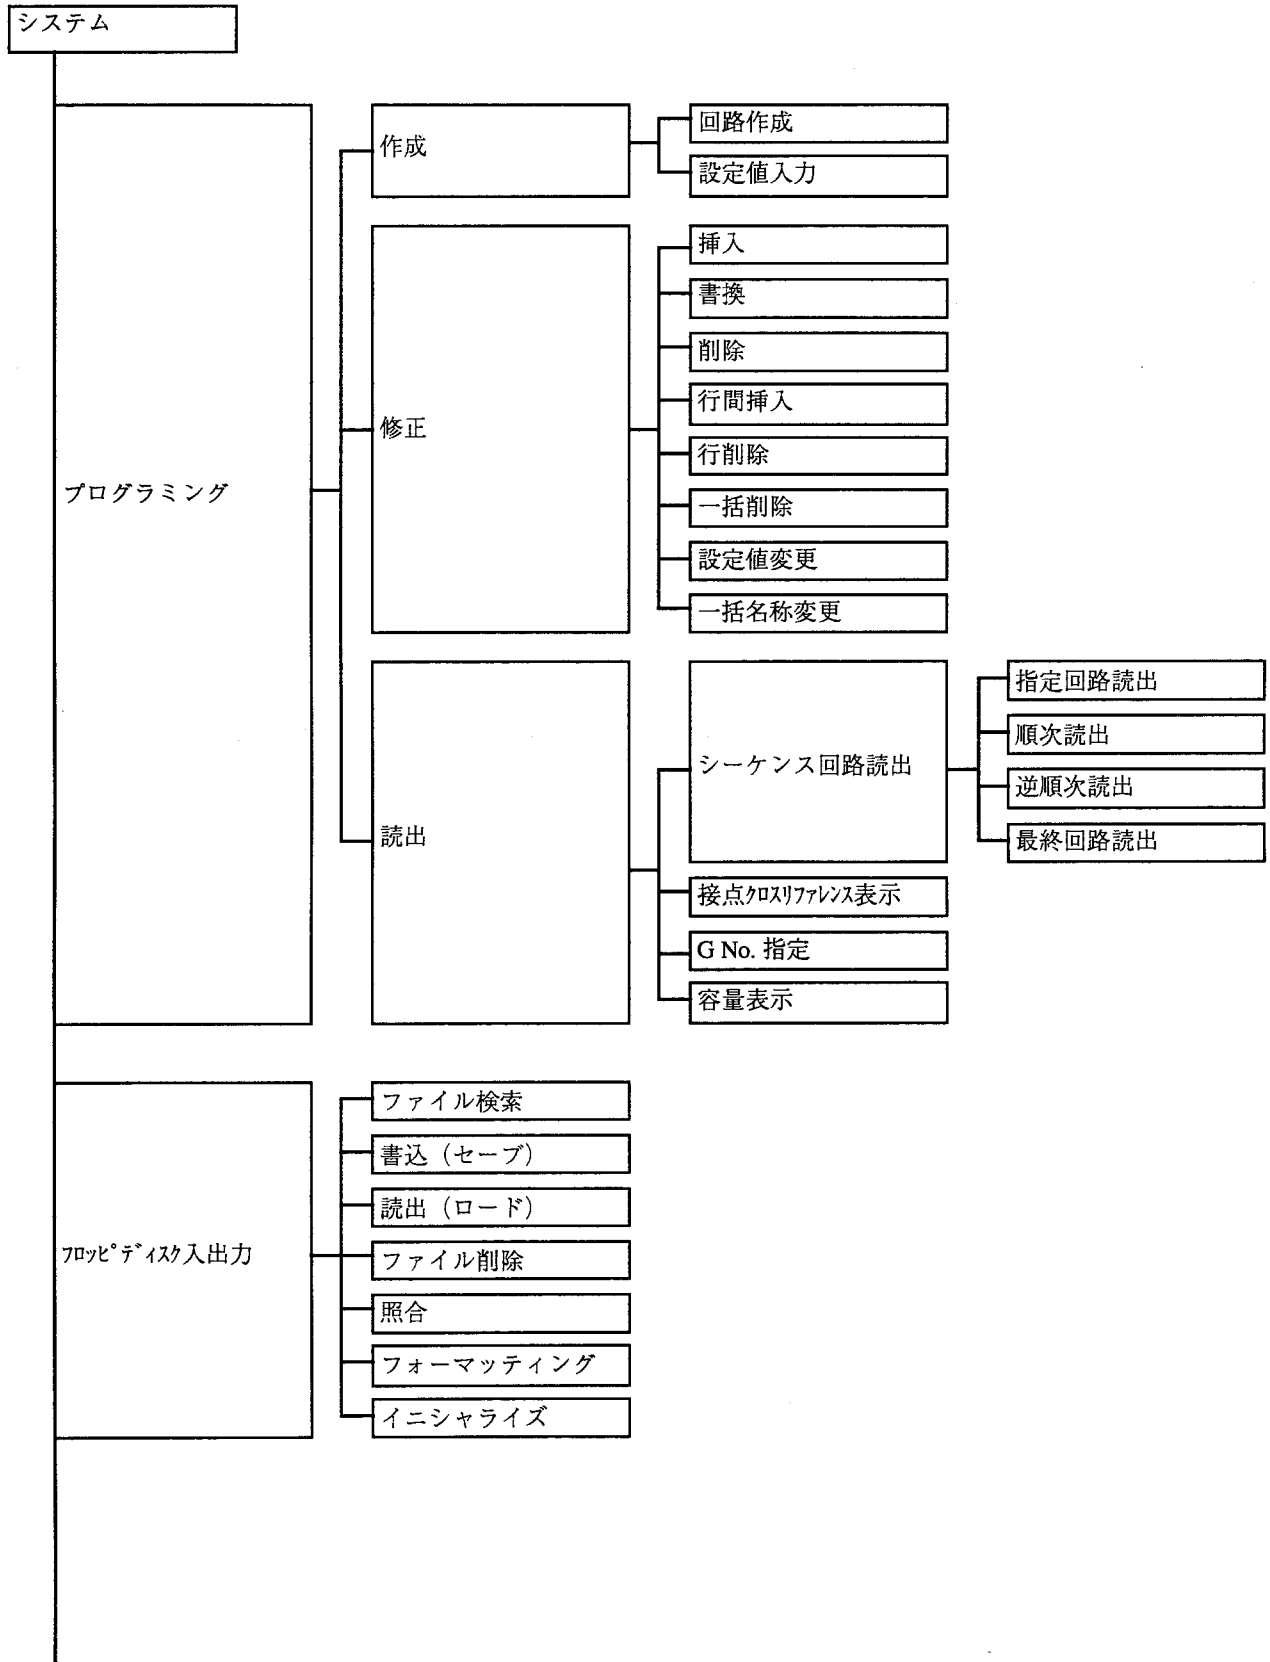 システム
プログラミング
作成
回路作成
設定値入力
修正
挿入
書換
削除
行間挿入
行削除
一括削除
設定値変更
一括名称変更
読出
シーケンス回路読出
指定回路読出
順次読出
逆順次読出
最終回路読出
接点ｸﾛｽﾘﾌｧﾚﾝｽ表示
G No. 指定
容量表示
ﾌﾛｯﾋﾟﾃﾞｨｽｸ入出力
ファイル検索
書込（セーブ）
読出（ロード）
ファイル削除
照合
フォーマッティング
イニシャライズ